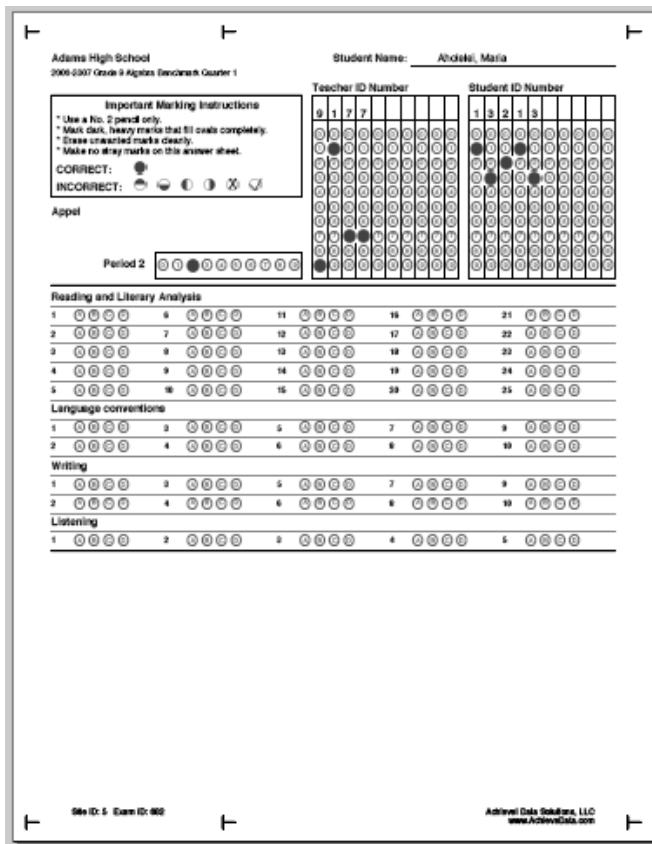 Adams High School
Student Name:
Maria
2006-2007 Grade 9 Algebra Benchmark Quarter 1
Teacher ID Number
Student ID Number
Important Marking Instructions
* Use a No. 2 pencil only.
* Mark dark, heavy marks that fill ovals completely.
* Erase unwanted marks cleanly.
* Make no stray marks on this answer sheet.
CORRECT:
INCORRECT:
9 1 7 7
1 3 2 1 3
Appel
Period 2
Reading and Literary Analysis
1 A B C D 6 A B C D 11 A B C D 16 A B C D 21 A B C D
2 A B C D 7 A B C D 12 A B C D 17 A B C D 22 A B C D
3 A B C D 8 A B C D 13 A B C D 18 A B C D 23 A B C D
4 A B C D 9 A B C D 14 A B C D 19 A B C D 24 A B C D
5 A B C D 10 A B C D 15 A B C D 20 A B C D 25 A B C D
Language conventions
1 A B C D 3 A B C D 5 A B C D 7 A B C D 9 A B C D
2 A B C D 4 A B C D 6 A B C D 8 A B C D 10 A B C D
Writing
1 A B C D 3 A B C D 5 A B C D 7 A B C D 9 A B C D
2 A B C D 4 A B C D 6 A B C D 8 A B C D 10 A B C D
Listening
1 A B C D 2 A B C D 3 A B C D 4 A B C D 5 A B C D
Site ID: 5 Exam ID: 602
Achieve! Data Solutions, LLC
www.AchieveData.com